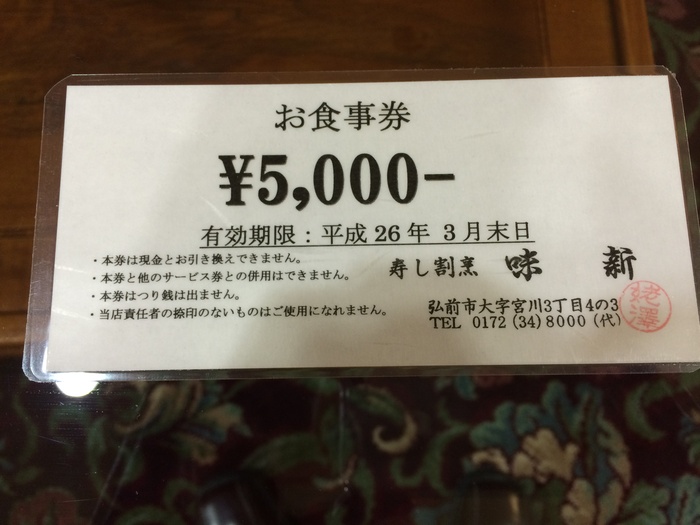 お食事券
¥5,000-
有効期限：平成 26 年 3 月末日
・本券は現金とお引き換えできません。
・本券と他のサービス券との併用はできません。
・本券はつり銭は出ません。
・当店責任者の捺印のないものはご使用になれません。
寿し割烹 味 新
弘前市大字宮川3丁目4の3
TEL 0172 (34) 8000 (代)